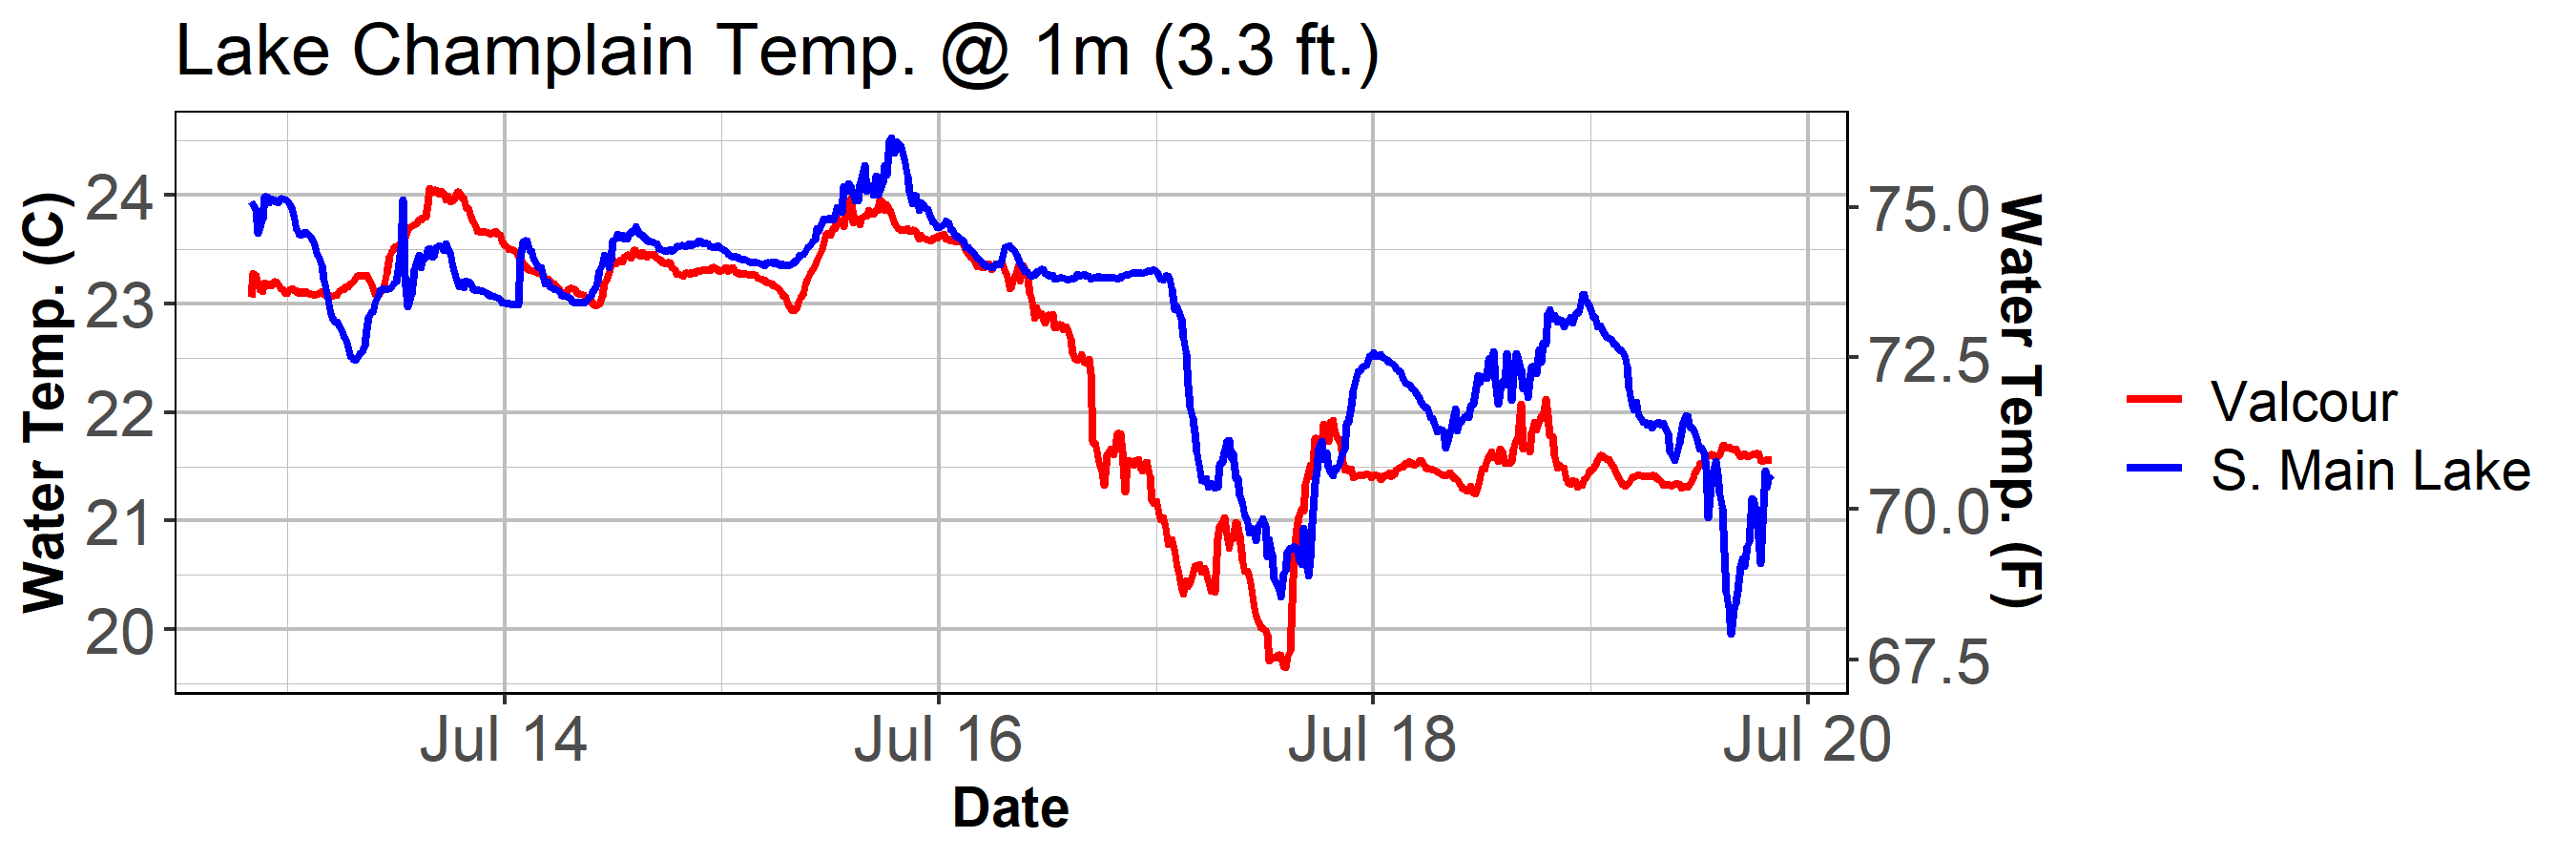 Lake Champlain Temp. @ 1m (3.3 ft.)
Water Temp. (C)
24
23
22
21
20
75.0
72.5
70.0
67.5
Water Temp. (F)
Jul 14
Jul 16
Jul 18
Jul 20
Date
Valcour
S. Main Lake